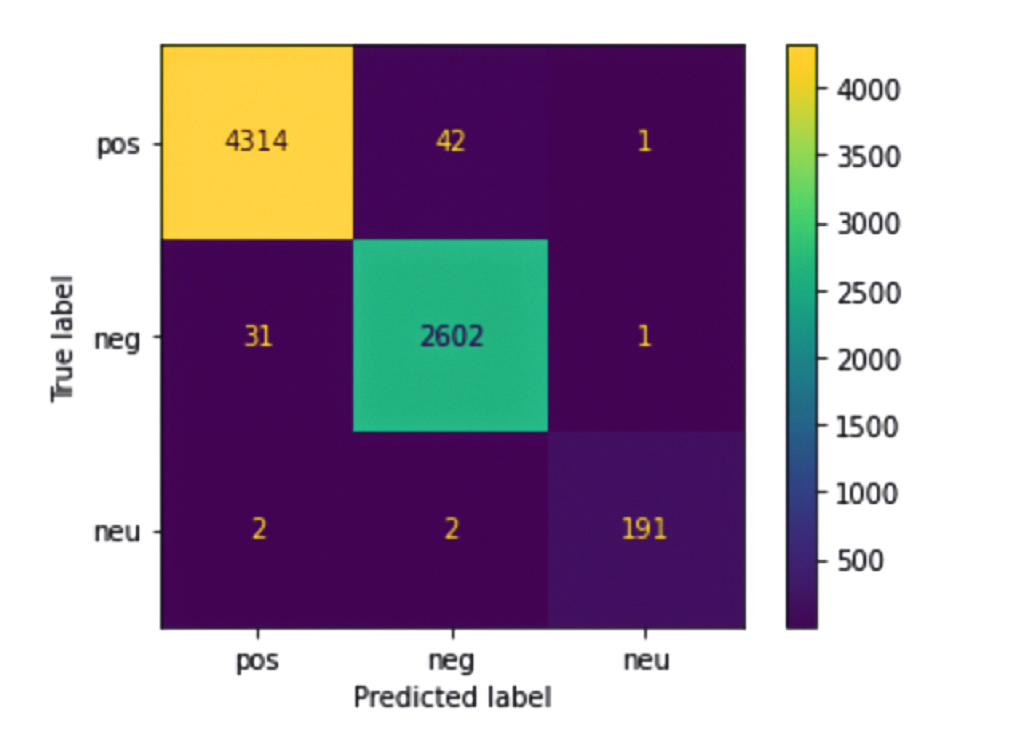 pos 4314 42 1
neg 31 2602 1
neu 2 2 191
pos neg neu
Predicted label
True label
4000
3500
3000
2500
2000
1500
1000
500